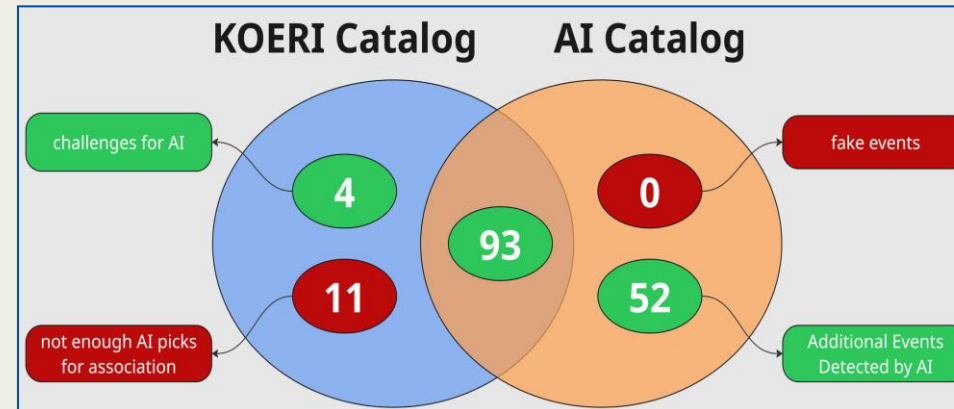 KOERI Catalog
AI Catalog
challenges for AI
4
0
fake events
93
11
52
not enough AI picks
for association
Additional Events
Detected by AI